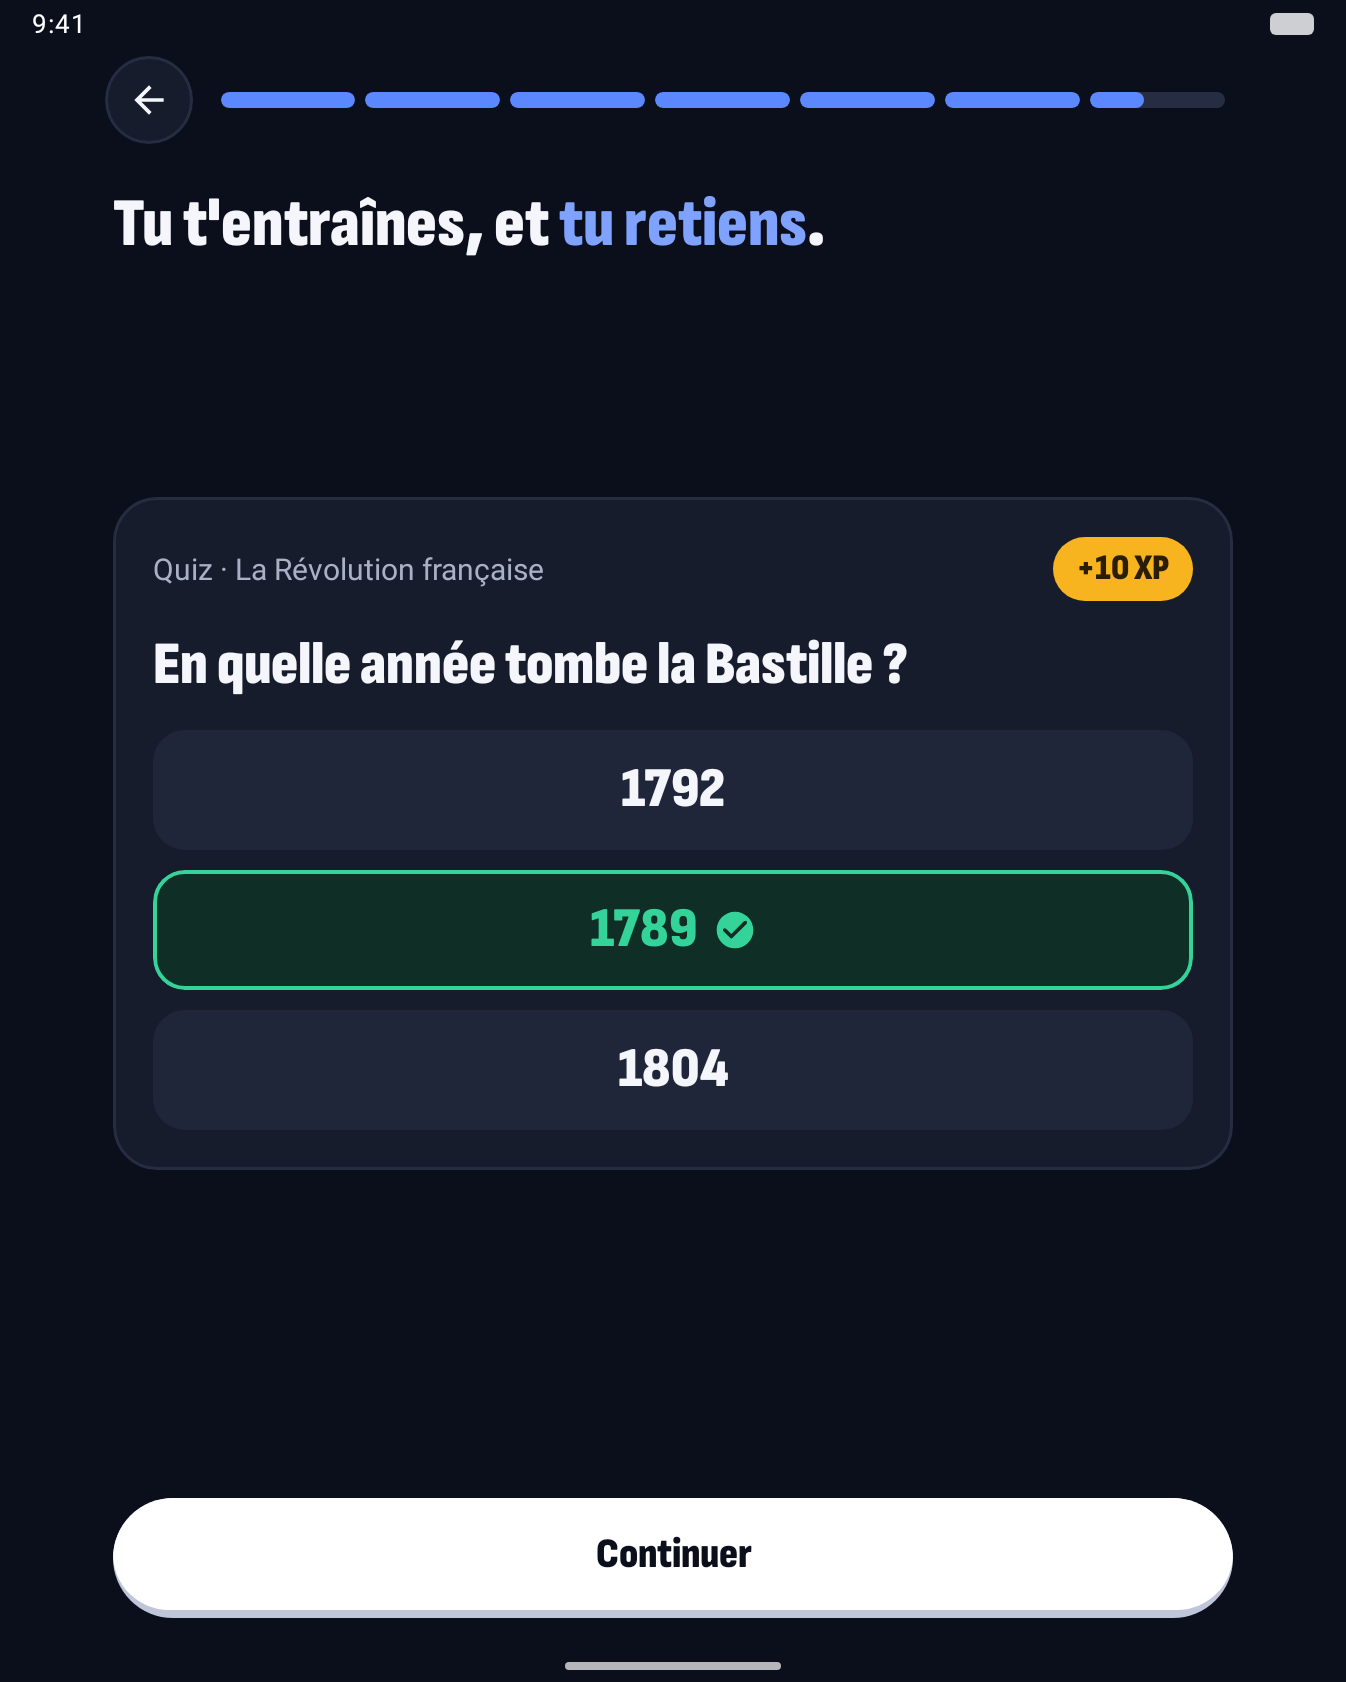 9:41
Tu t'entraînes, et tu retiens.
Quiz · La Révolution française
+10 XP
En quelle année tombe la Bastille ?
1792
1789
1804
Continuer